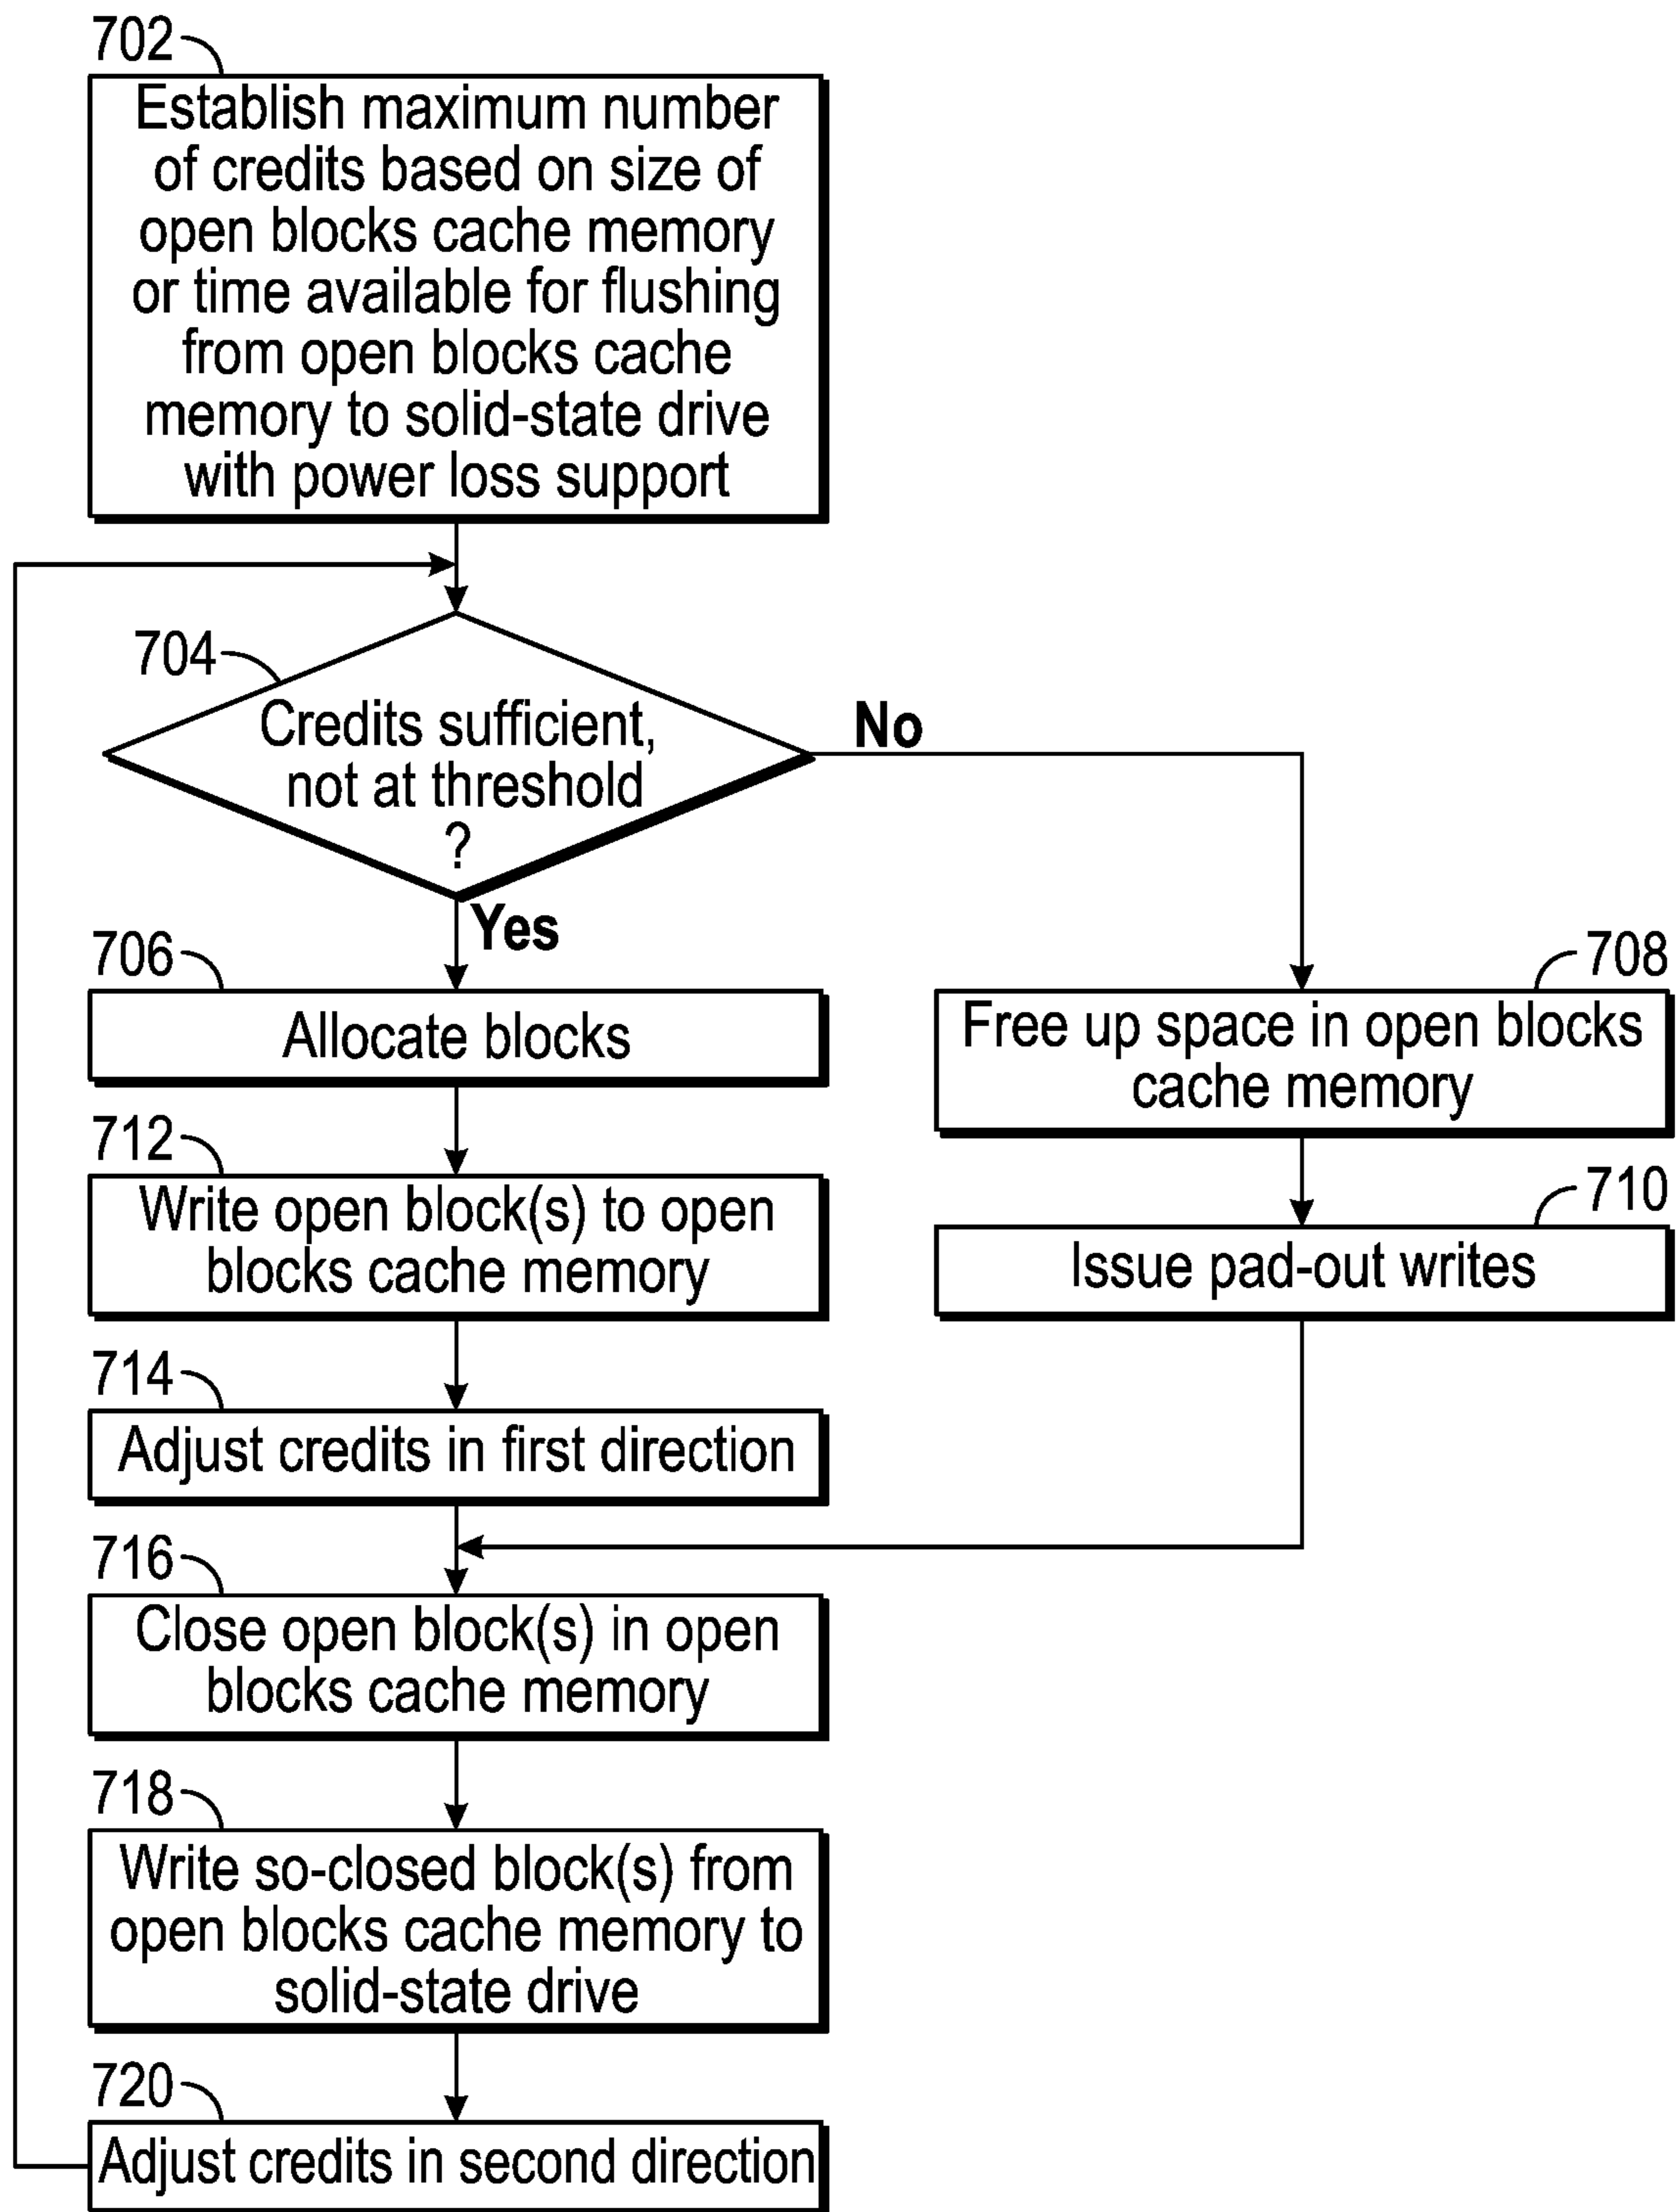 702
Establish maximum number
of credits based on size of
open blocks cache memory
or time available for flushing
from open blocks cache
memory to solid-state drive
with power loss support
704
Credits sufficient,
not at threshold
?
No
Yes
706
Allocate blocks
708
Free up space in open blocks
cache memory
712
Write open block(s) to open
blocks cache memory
710
Issue pad-out writes
714
Adjust credits in first direction
716
Close open block(s) in open
blocks cache memory
718
Write so-closed block(s) from
open blocks cache memory to
solid-state drive
720
Adjust credits in second direction